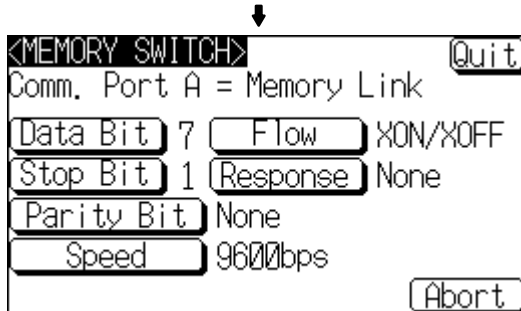 <MEMORY SWITCH> Quit
Comm. Port A = Memory Link
Data Bit 7 Flow XON/XOFF
Stop Bit 1 Response None
Parity Bit None
Speed 9600bps
Abort